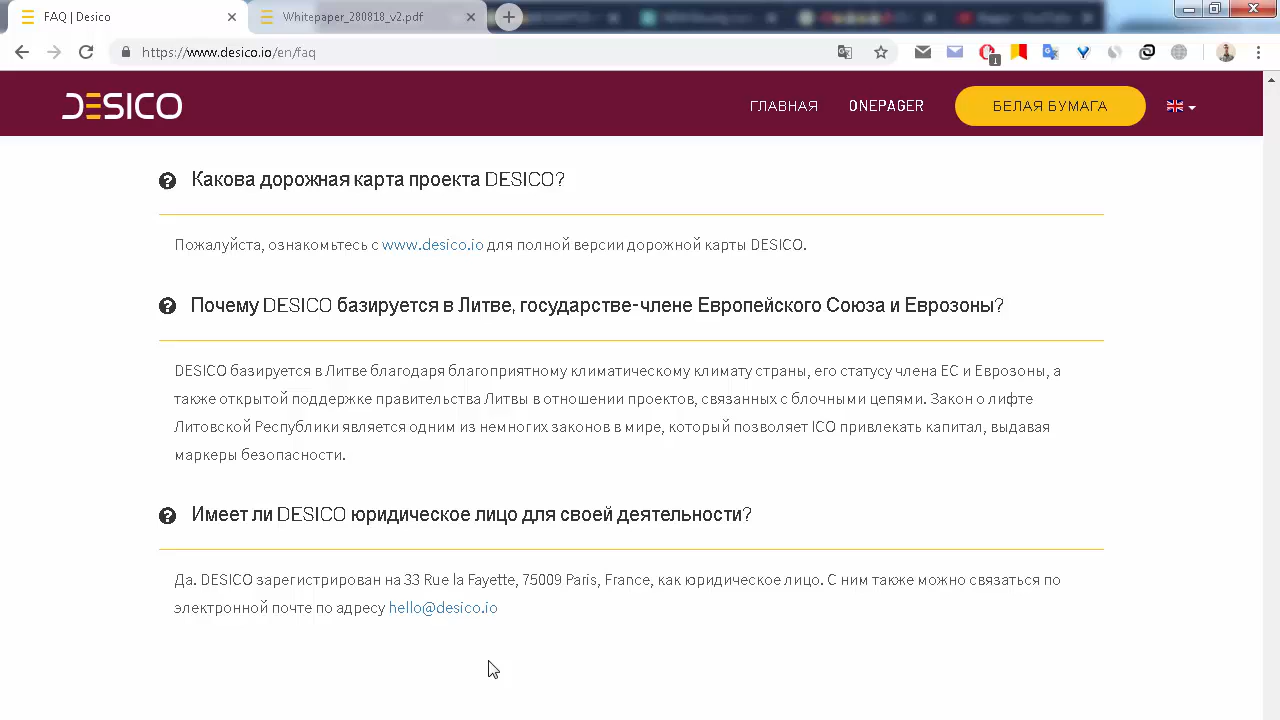 FAQ | Desico
Whitepaper_280818_v2.pdf
https://www.desico.io/en/faq
1
DESICO
ГЛАВНАЯ
ONEPAGER
БЕЛАЯ БУМАГА
Какова дорожная карта проекта DESICO?
Пожалуйста, ознакомьтесь с www.desico.io для полной версии дорожной карты DESICO.
Почему DESICO базируется в Литве, государстве-члене Европейского Союза и Еврозоны?
DESICO базируется в Литве благодаря благоприятному климатическому климату страны, его статусу члена ЕС и Еврозоны, а
также открытой поддержке правительства Литвы в отношении проектов, связанных с блочными цепями. Закон о лифте
Литовской Республики является одним из немногих законов в мире, который позволяет ICO привлекать капитал, выдавая
маркеры безопасности.
Имеет ли DESICO юридическое лицо для своей деятельности?
Да. DESICO зарегистрирован на 33 Rue la Fayette, 75009 Paris, France, как юридическое лицо. С ним также можно связаться по
электронной почте по адресу hello@desico.io